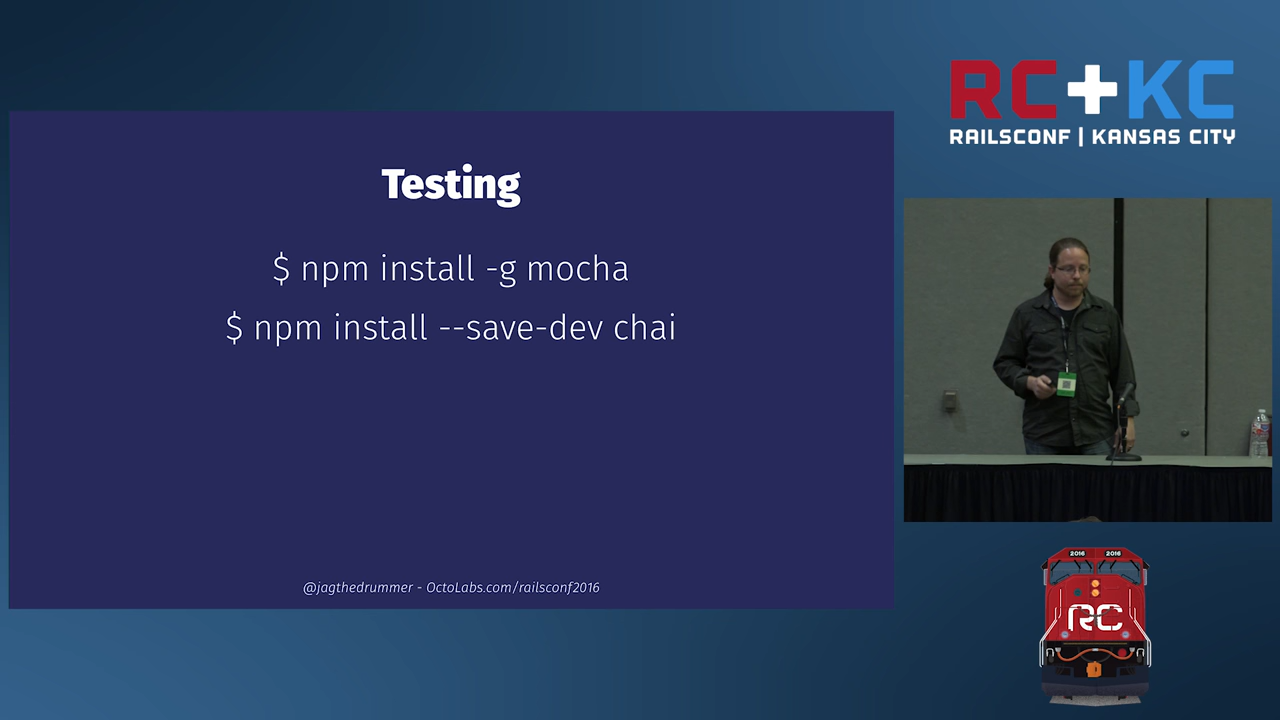 Testing
$ npm install -g mocha
$ npm install --save-dev chai
@jagthedrummer - OctoLabs.com/railsconf2016
RC+KC
RAILSCONF | KANSAS CITY
2016 2016
RC